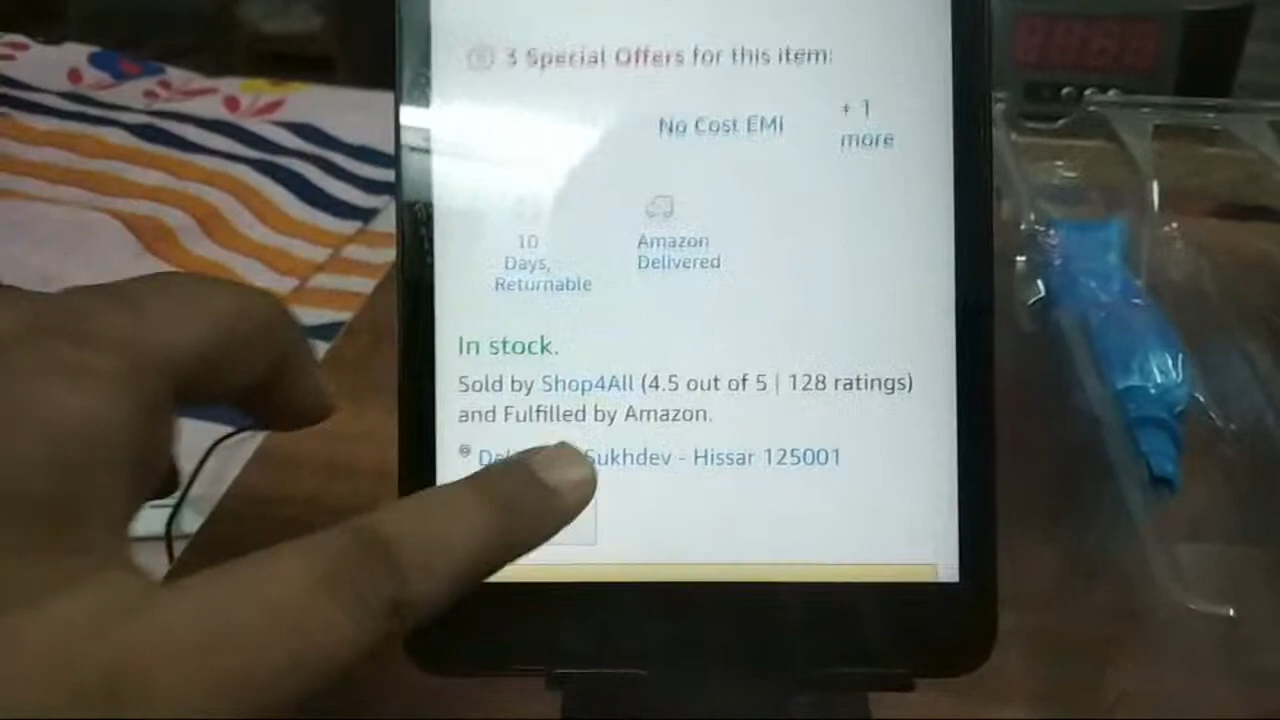 3 Special Offers for this item:
No Cost EMI
+ 1
more
10
Days,
Returnable
Amazon
Delivered
In stock.
Sold by Shop4All (4.5 out of 5 | 128 ratings)
and Fulfilled by Amazon.
Sukhdev - Hissar 125001